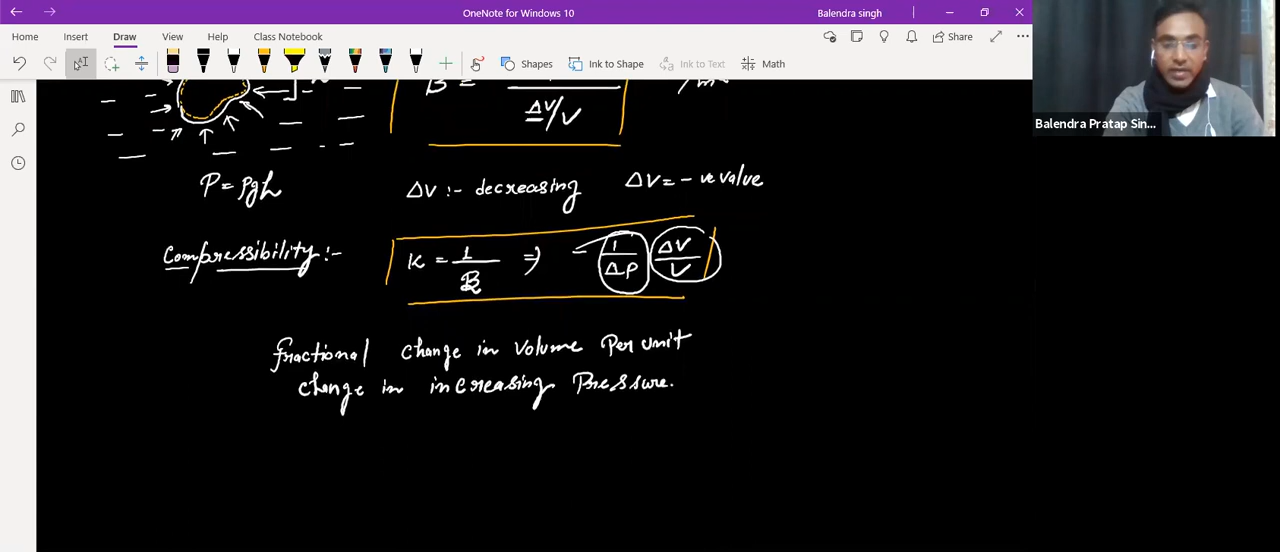 OneNote for Windows 10
Balendra singh
Home Insert Draw View Help Class Notebook
Share
Shapes Ink to Shape Ink to Text Math
Balendra Pratap Sin...
B =
ΔV/V
P = ρgh
ΔV :- decreasing ΔV = - ve value
Compressibility :- K = 1/B ⇒ - 1/ΔP ΔV/V
fractional change in volume Per unit
change in increasing Pressure.